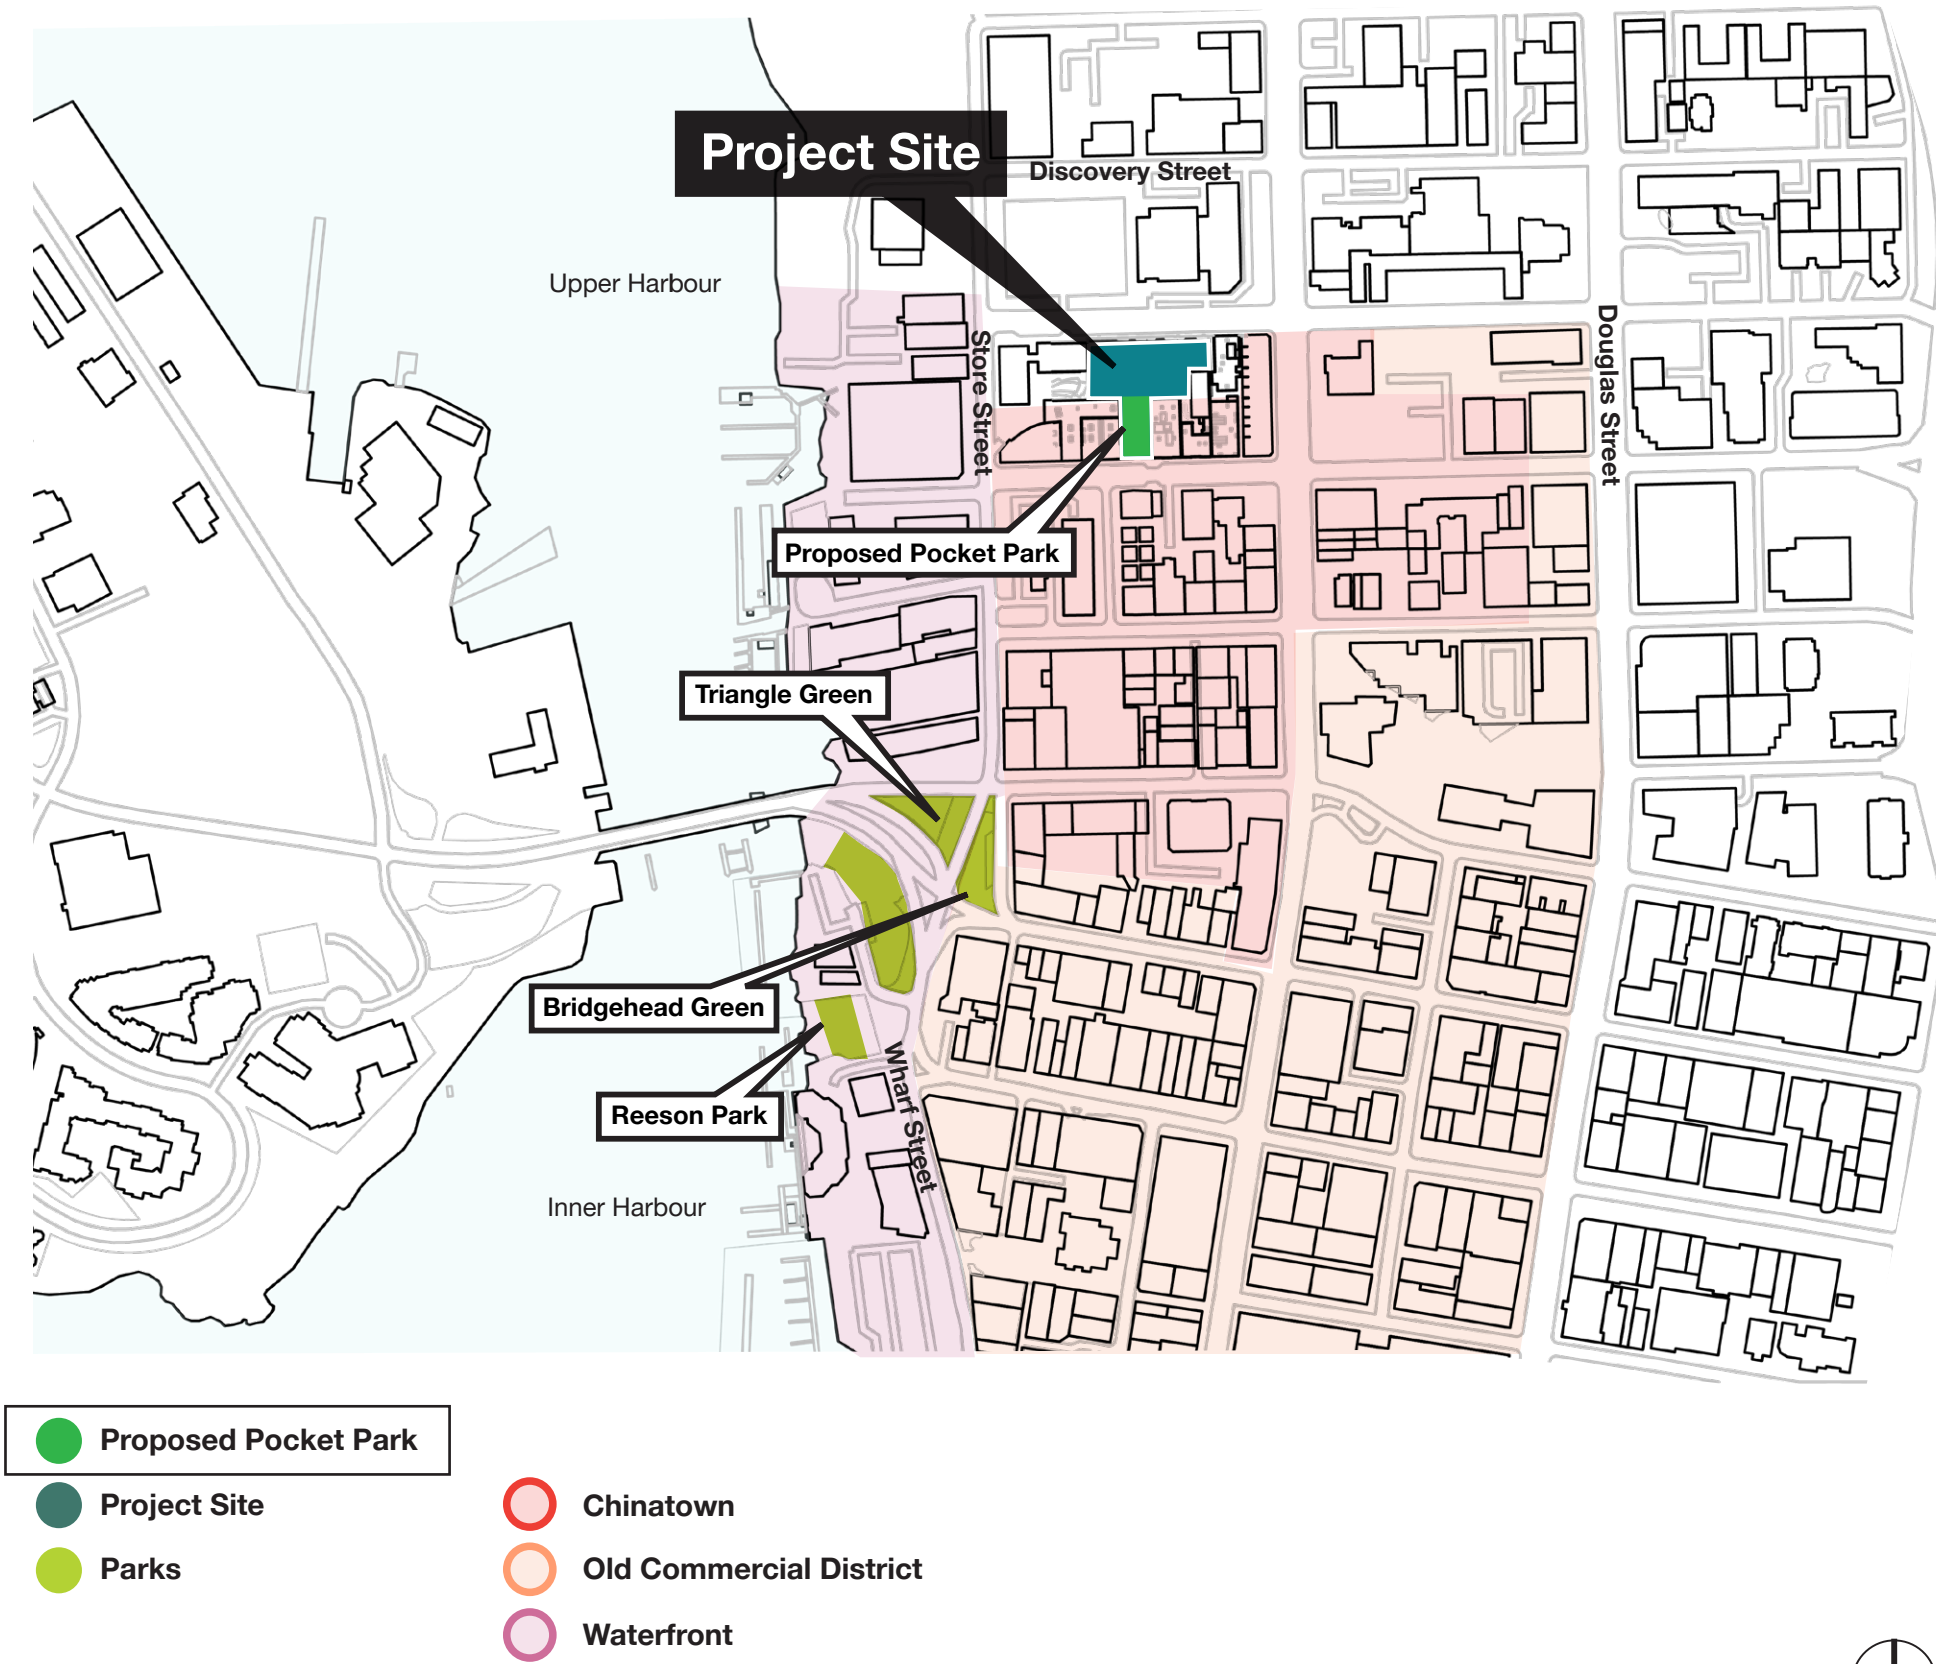 Project Site
Discovery Street
Upper Harbour
Store Street
Douglas Street
Proposed Pocket Park
Triangle Green
Bridgehead Green
Reeson Park
Wharf Street
Inner Harbour
Proposed Pocket Park
Project Site
Parks
Chinatown
Old Commercial District
Waterfront